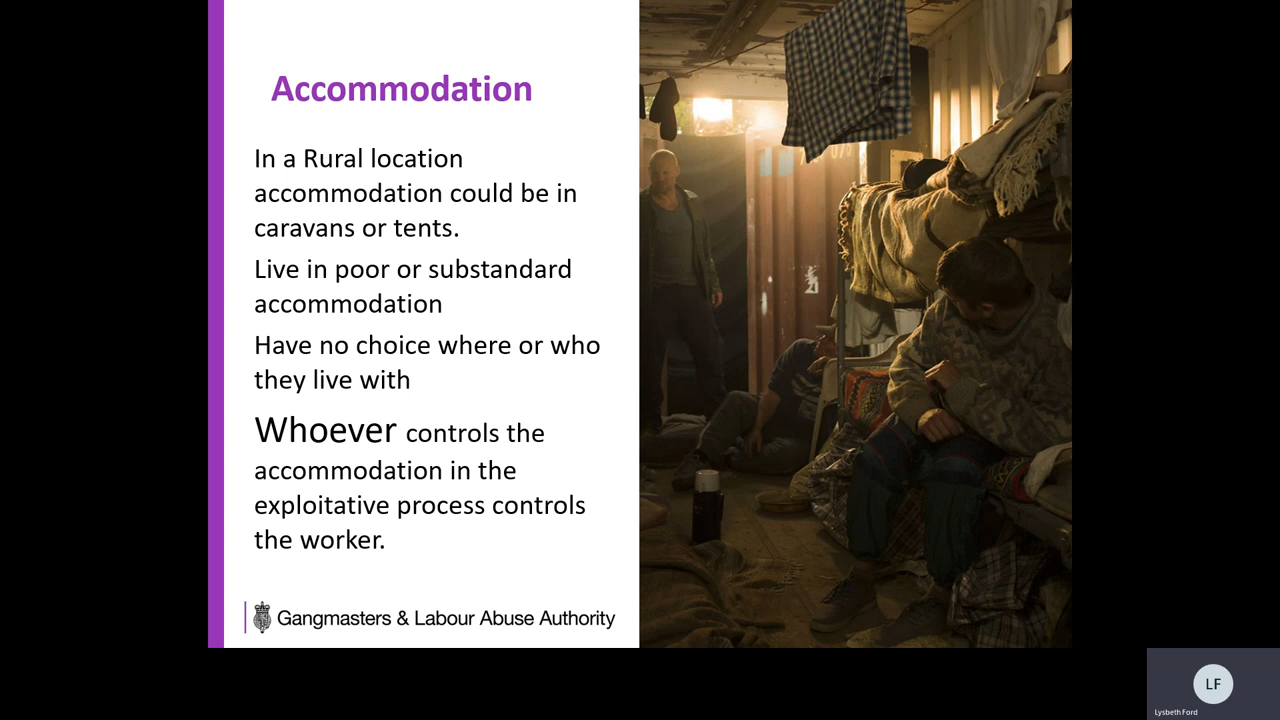 Accommodation
In a Rural location
accommodation could be in
caravans or tents.
Live in poor or substandard
accommodation
Have no choice where or who
they live with
Whoever controls the
accommodation in the
exploitative process controls
the worker.
Gangmasters & Labour Abuse Authority
LF
Lysbeth Ford